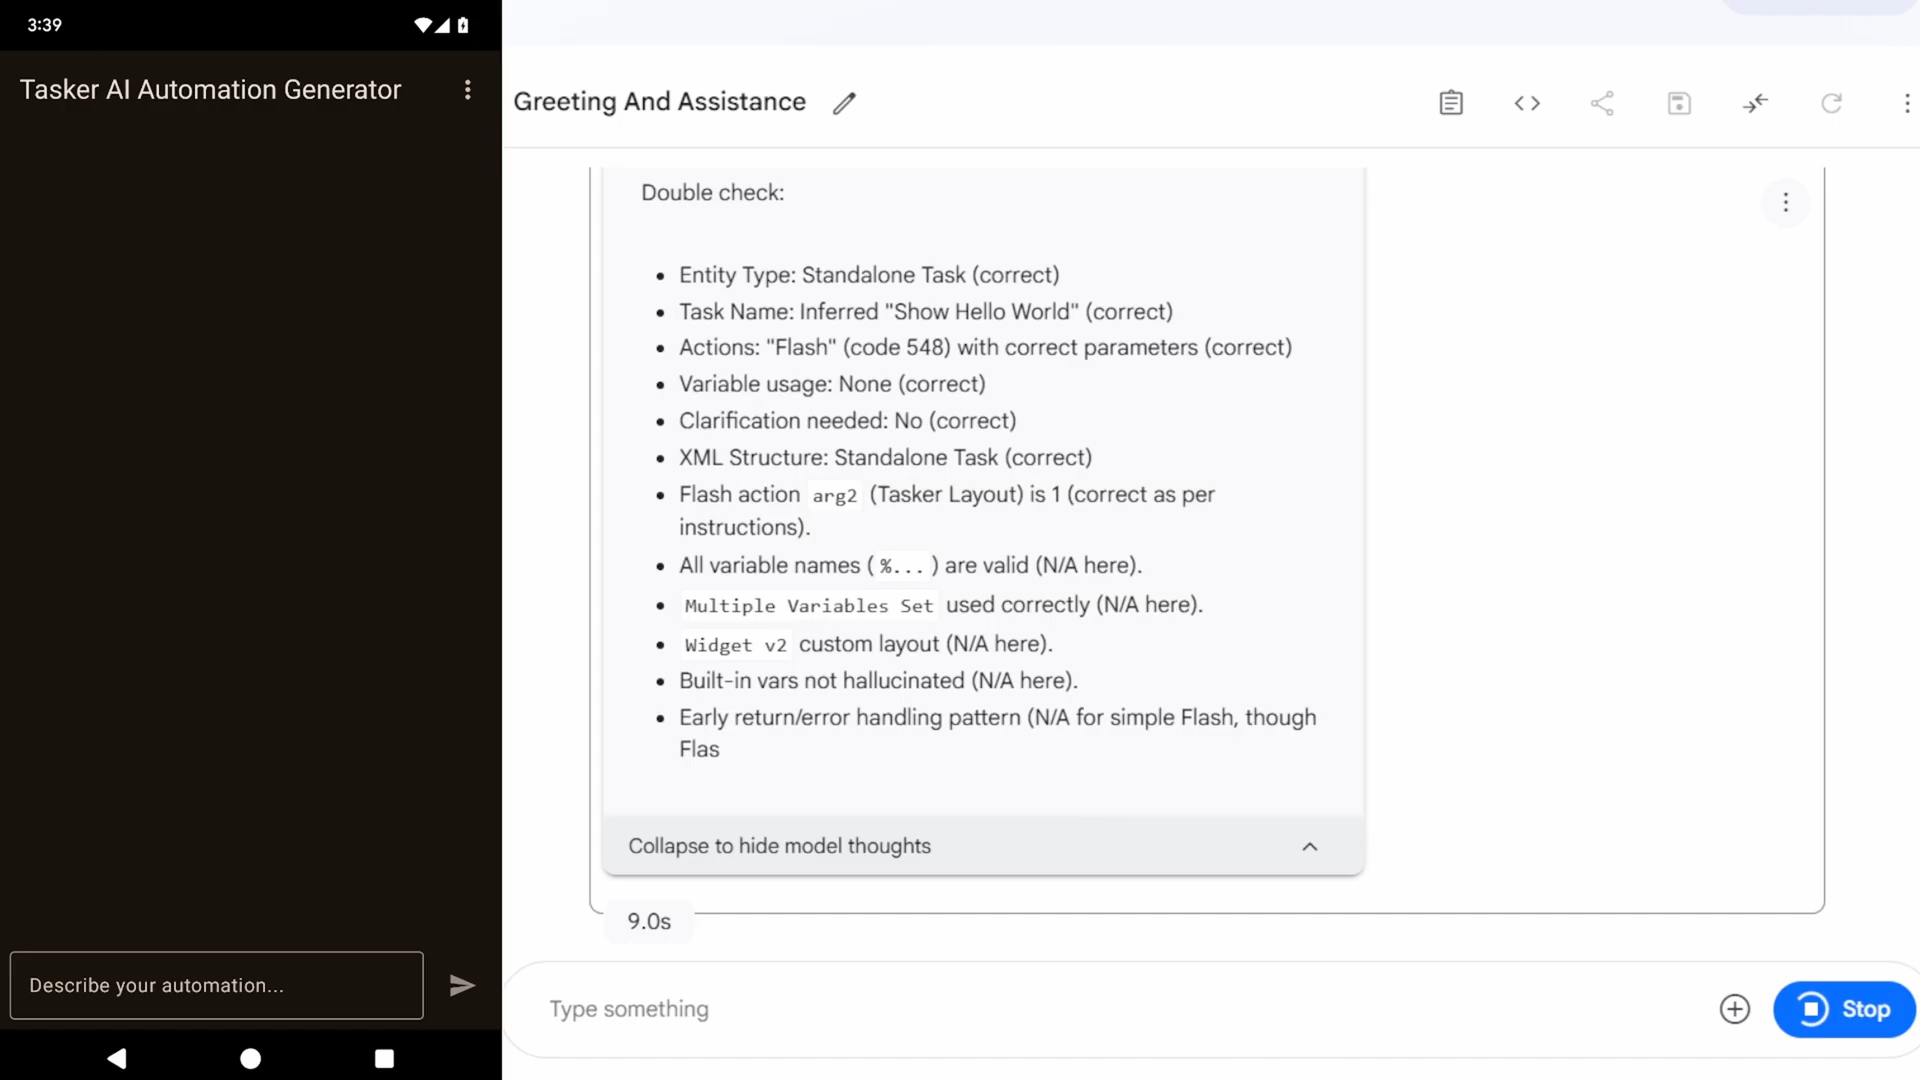 3:39
Tasker AI Automation Generator
Describe your automation...
Greeting And Assistance
Double check:
Entity Type: Standalone Task (correct)
Task Name: Inferred "Show Hello World" (correct)
Actions: "Flash" (code 548) with correct parameters (correct)
Variable usage: None (correct)
Clarification needed: No (correct)
XML Structure: Standalone Task (correct)
Flash action arg2 (Tasker Layout) is 1 (correct as per
instructions).
All variable names ( %... ) are valid (N/A here).
Multiple Variables Set used correctly (N/A here).
Widget v2 custom layout (N/A here).
Built-in vars not hallucinated (N/A here).
Early return/error handling pattern (N/A for simple Flash, though
Flas
Collapse to hide model thoughts
9.0s
Type something
Stop